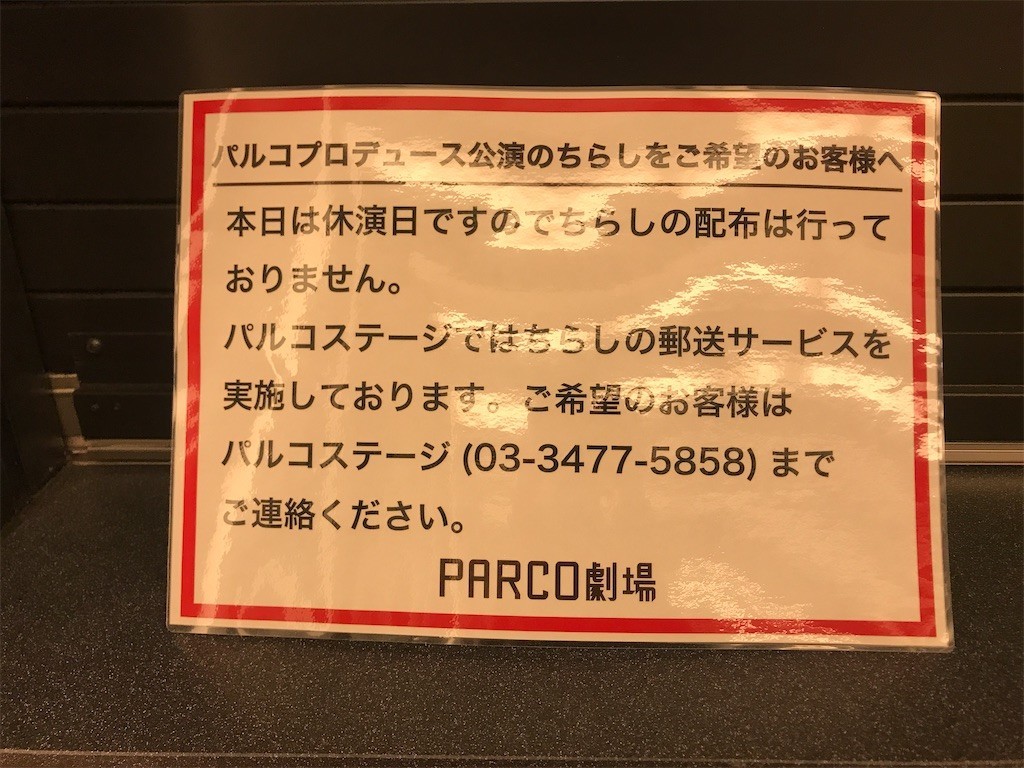 パルコプロデュース公演のちらしをご希望のお客様へ
本日は休演日ですのでちらしの配布は行って
おりません。
パルコステージではちらしの郵送サービスを
実施しております。ご希望のお客様は
パルコステージ (03-3477-5858) まで
ご連絡ください。
PARCO劇場